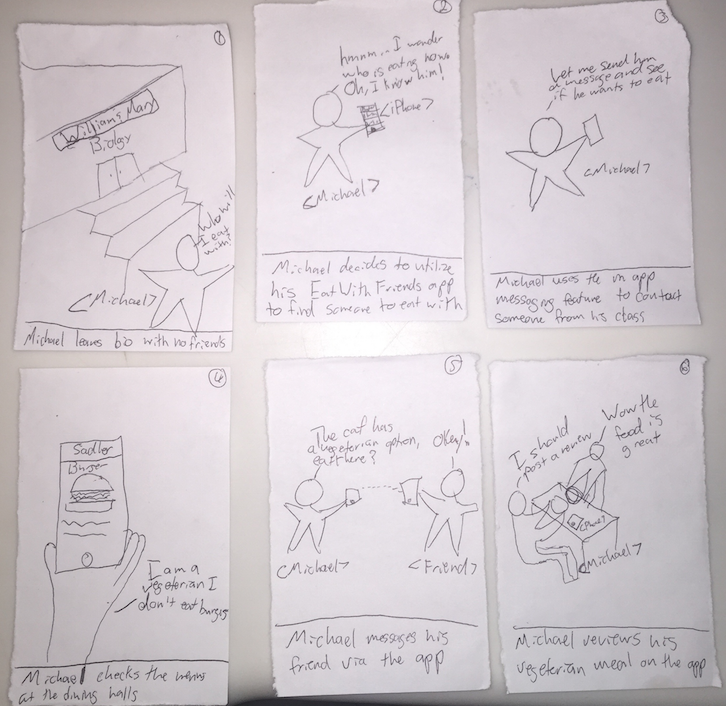 1
William & Mary
Biology
Who will
I eat
with?
<Michael>
Michael leaves bio with no friends
2
hmmm... I wonder
who is eating now.
Oh, I know him!
<iPhone>
<Michael>
Michael decides to utilize
his EatWithFriends app
to find someone to eat with
3
Let me send him
a message and see
if he wants to eat
<Michael>
Michael uses the in app
messaging feature to contact
someone from his class
4
Sadler
Burger
I am a
vegeterian I
don't eat burgers
Michael checks the menus
at the dining halls
5
The caf has
a vegeterian option,
eat there?
Okay!
<Michael>
<Friend>
Michael messages his
friend via the app
6
I should
post a review
Wow the
food is
great
<iPhone>
<Michael>
Michael reviews his
vegeterian meal on the app